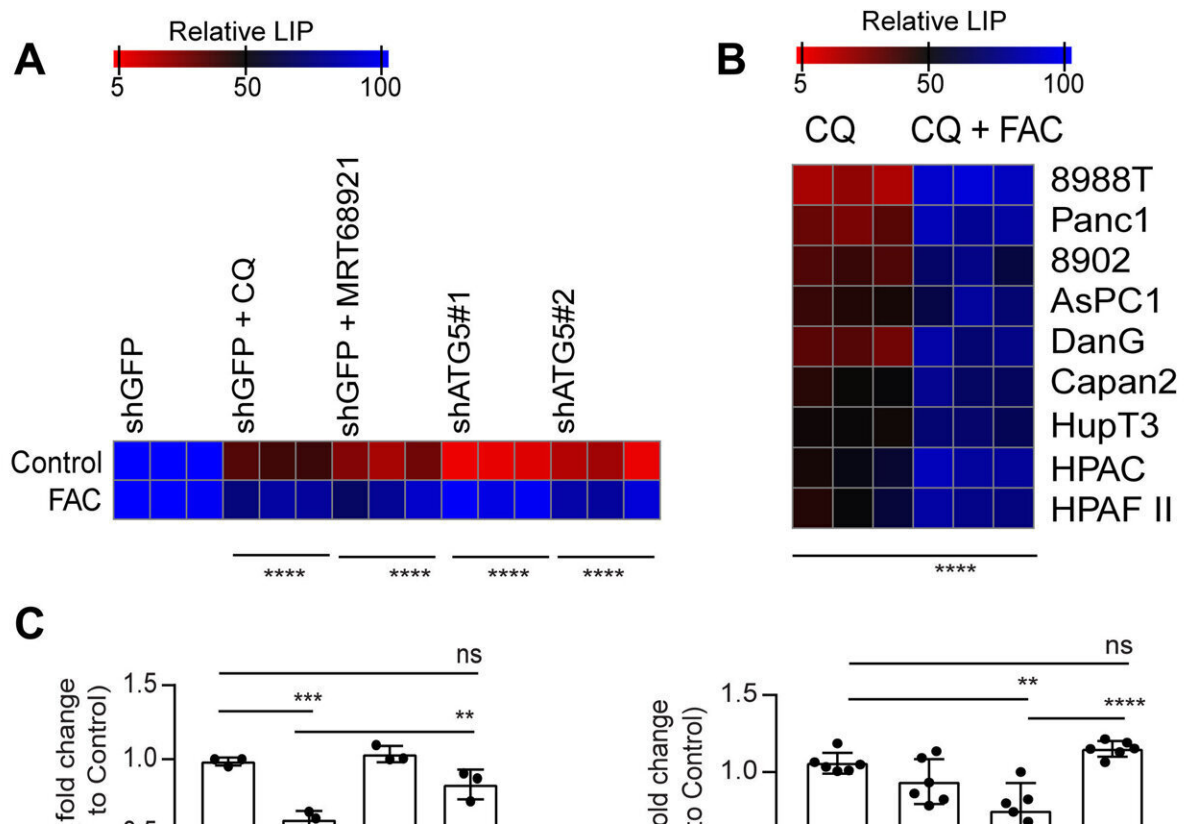 A
Relative LIP
5 50 100
shGFP
shGFP + CQ
shGFP + MRT68921
shATG5#1
shATG5#2
Control
FAC
**** **** **** ****
B
Relative LIP
5 50 100
CQ CQ + FAC
8988T
Panc1
8902
AsPC1
DanG
Capan2
HupT3
HPAC
HPAF II
****
C
fold change
to Control)
1.5
1.0
ns
***
**
fold change
to Control)
1.5
1.0
ns
**
****